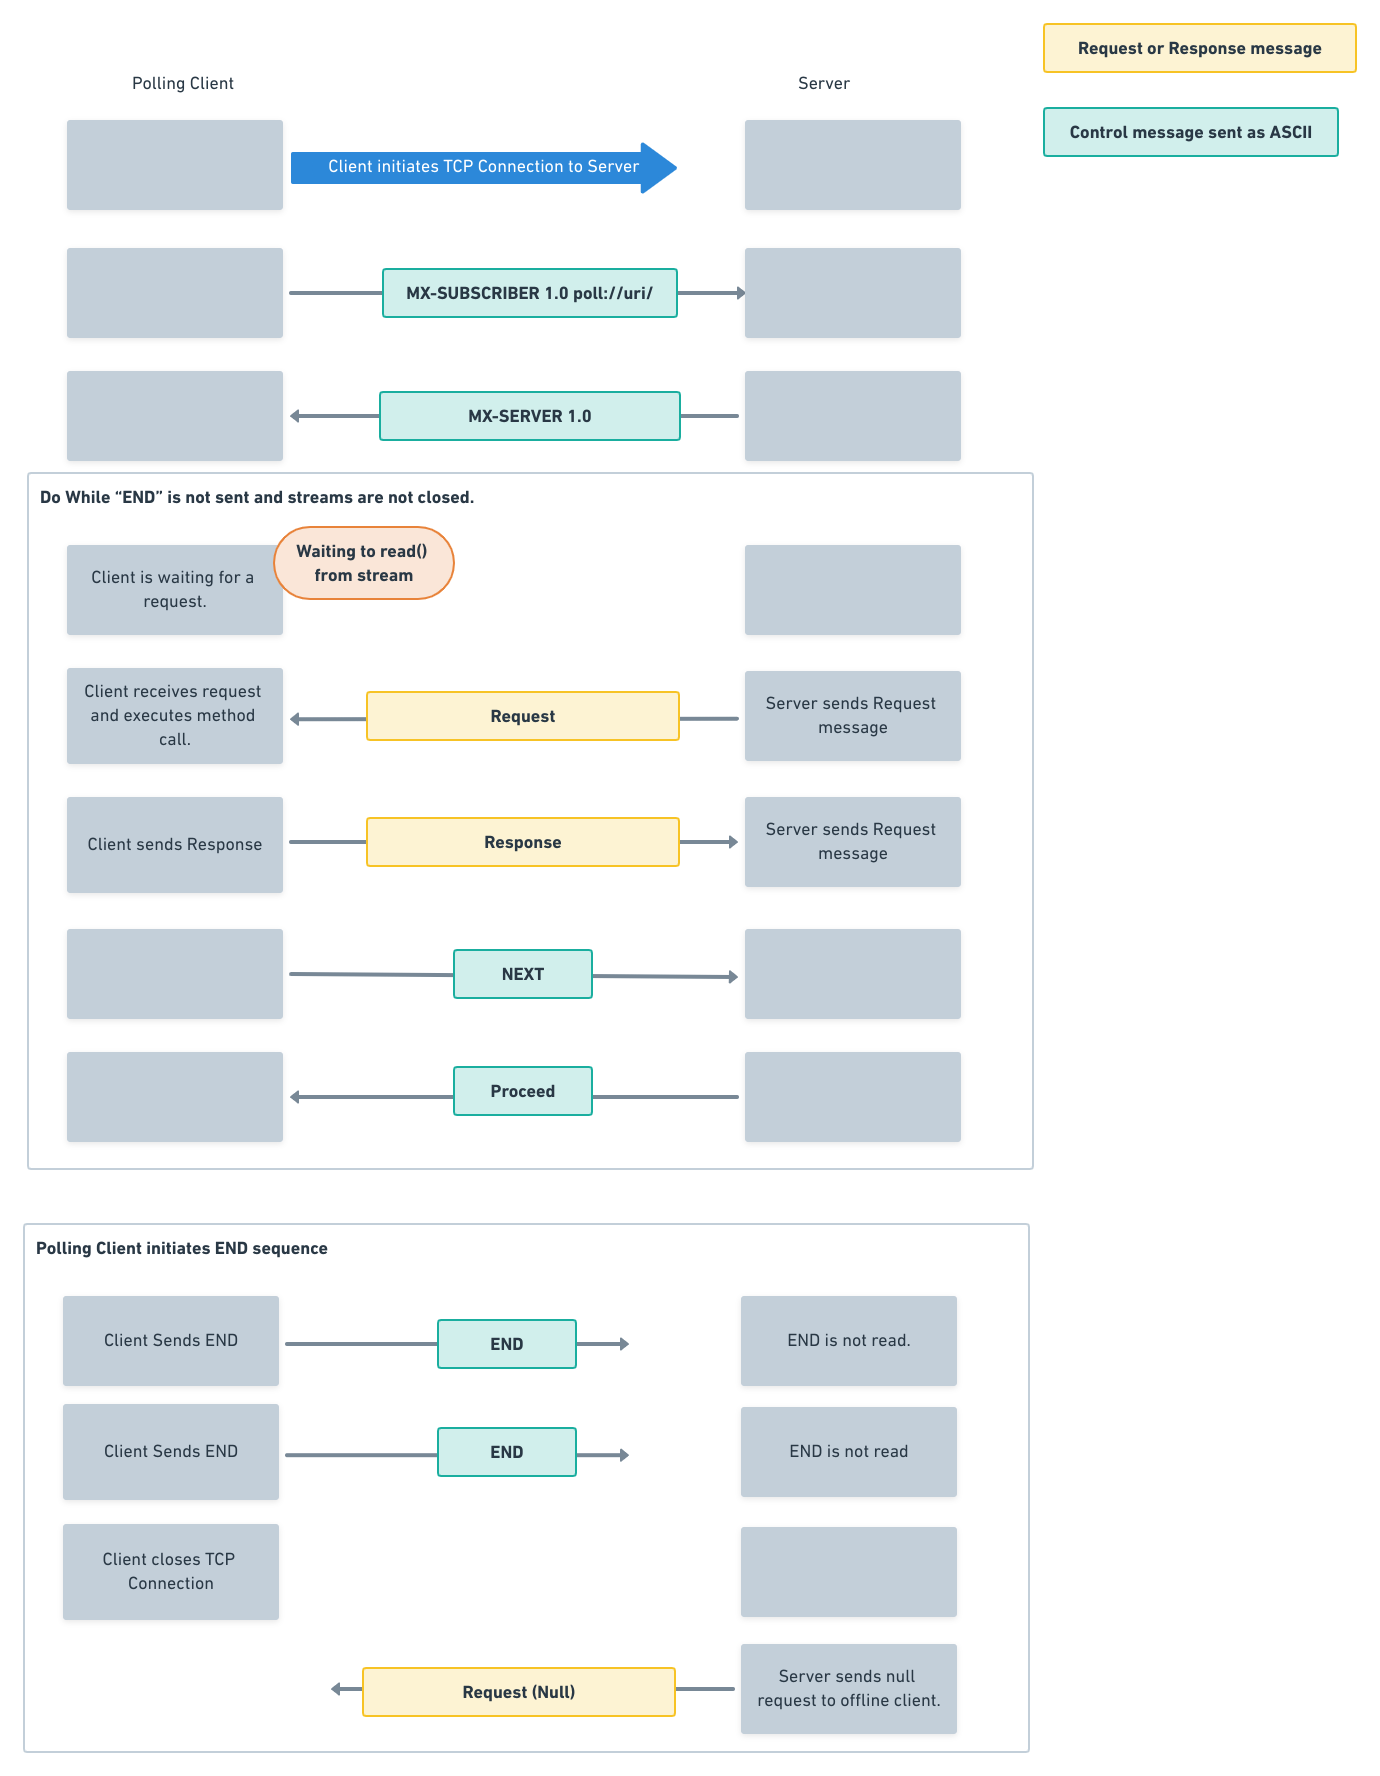 Request or Response message
Polling Client
Server
Control message sent as ASCII
Client initiates TCP Connection to Server
MX-SUBSCRIBER 1.0 poll://uri/
MX-SERVER 1.0
Do While “END” is not sent and streams are not closed.
Waiting to read()
from stream
Client is waiting for a
request.
Client receives request
and executes method
call.
Request
Server sends Request
message
Client sends Response
Response
Server sends Request
message
NEXT
Proceed
Polling Client initiates END sequence
Client Sends END
END
END is not read.
Client Sends END
END
END is not read
Client closes TCP
Connection
Request (Null)
Server sends null
request to offline client.